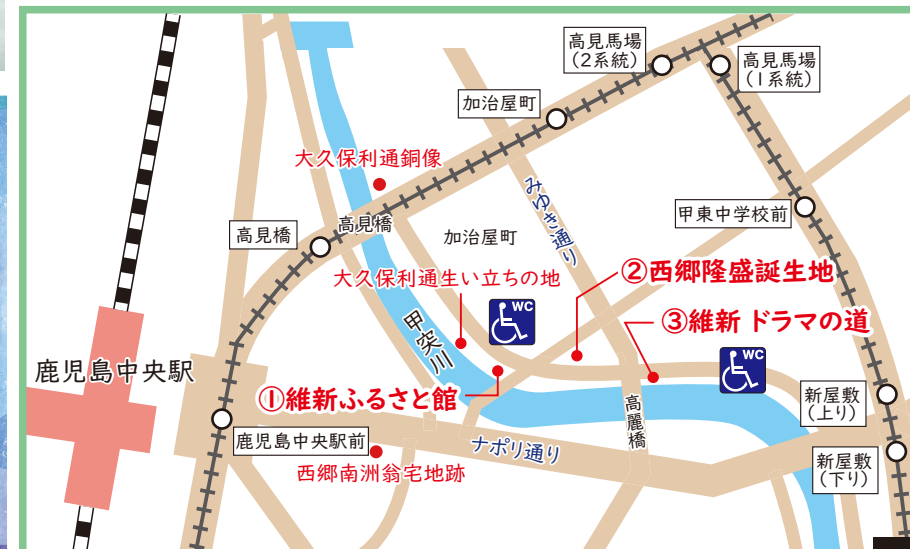 高見馬場
(2系統)
高見馬場
(1系統)
加治屋町
大久保利通銅像
みゆき通り
甲東中学校前
高見橋
高見橋
加治屋町
②西郷隆盛誕生地
大久保利通生い立ちの地
WC
③維新 ドラマの道
甲突川
WC
鹿児島中央駅
①維新ふるさと館
高麗橋
新屋敷
(上り)
鹿児島中央駅前
ナポリ通り
西郷南洲翁宅地跡
新屋敷
(下り)